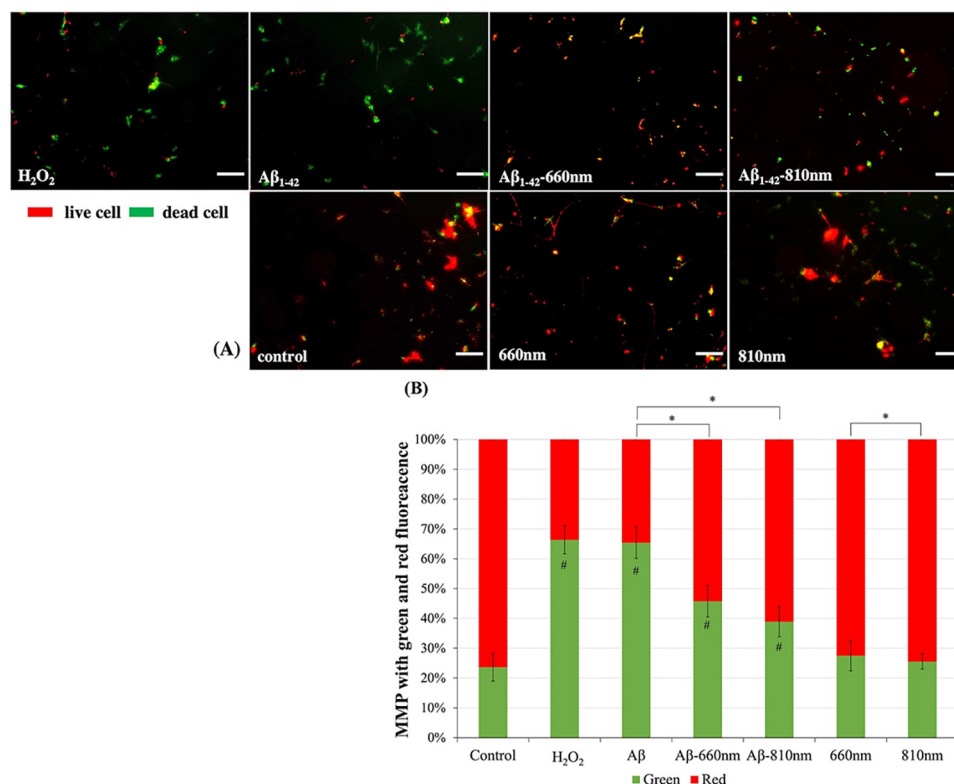 H₂O₂
Aβ₁₋₄₂
Aβ₁₋₄₂-660nm
Aβ₁₋₄₂-810nm
live cell dead cell
(A)
control
660nm
810nm
(B)
* * *
MMP with green and red fluoreacence
100%
90%
80%
70%
60%
50%
40%
30%
20%
10%
0%
# # # #
Control H₂O₂ Aβ Aβ-660nm Aβ-810nm 660nm 810nm
Green Red